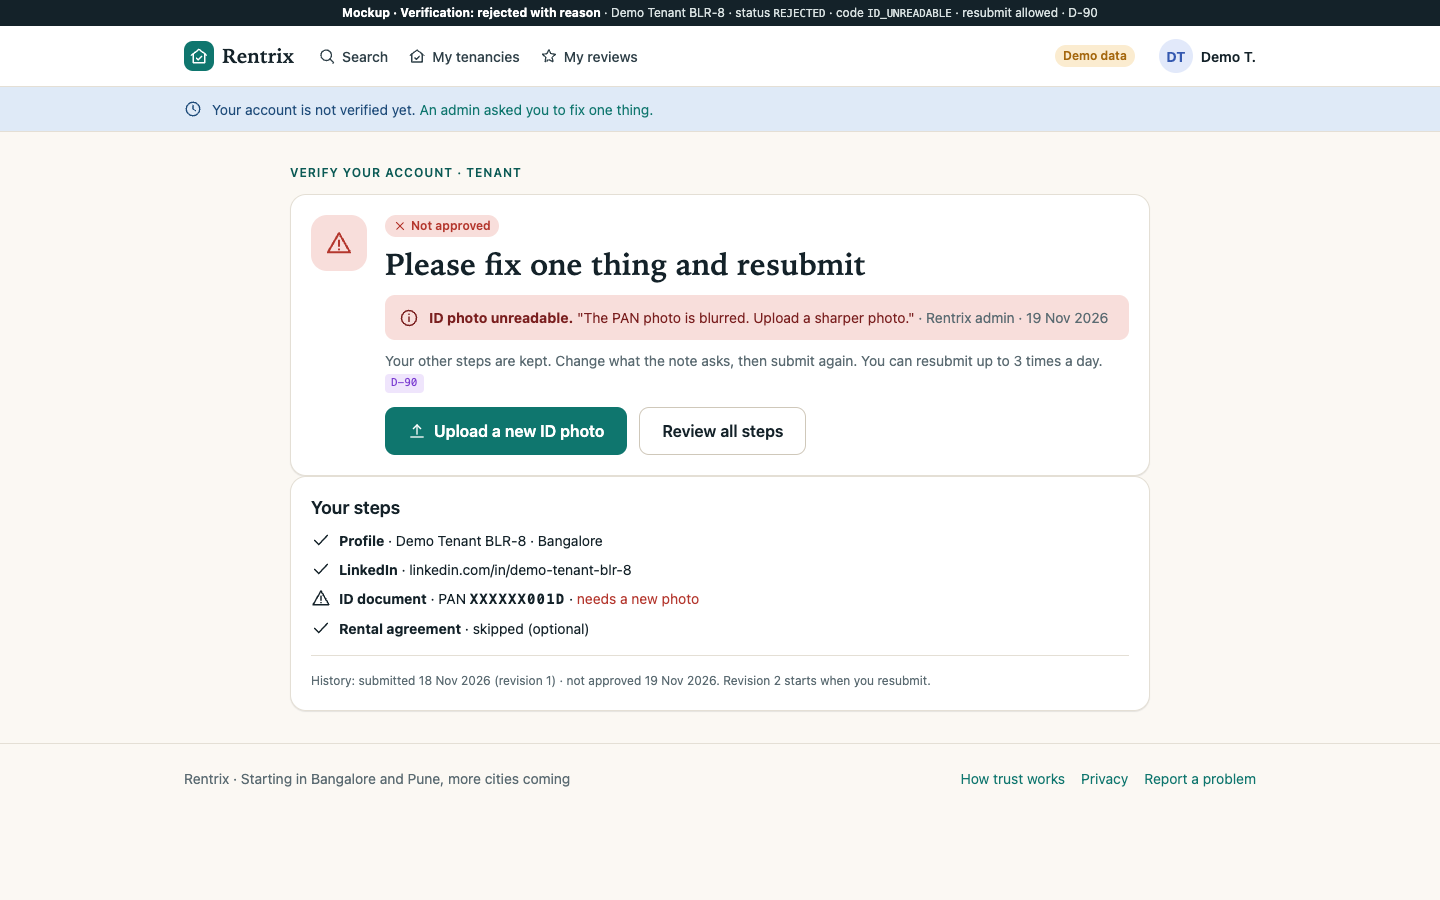 Mockup · Verification: rejected with reason · Demo Tenant BLR-8 · status REJECTED · code ID_UNREADABLE · resubmit allowed · D-90
Rentrix
Search
My tenancies
My reviews
Demo data
DT
Demo T.
Your account is not verified yet. An admin asked you to fix one thing.
VERIFY YOUR ACCOUNT · TENANT
Not approved
Please fix one thing and resubmit
ID photo unreadable. "The PAN photo is blurred. Upload a sharper photo." · Rentrix admin · 19 Nov 2026
Your other steps are kept. Change what the note asks, then submit again. You can resubmit up to 3 times a day.
D-90
Upload a new ID photo
Review all steps
Your steps
Profile · Demo Tenant BLR-8 · Bangalore
LinkedIn · linkedin.com/in/demo-tenant-blr-8
ID document · PAN XXXXXX001D · needs a new photo
Rental agreement · skipped (optional)
History: submitted 18 Nov 2026 (revision 1) · not approved 19 Nov 2026. Revision 2 starts when you resubmit.
Rentrix · Starting in Bangalore and Pune, more cities coming
How trust works
Privacy
Report a problem